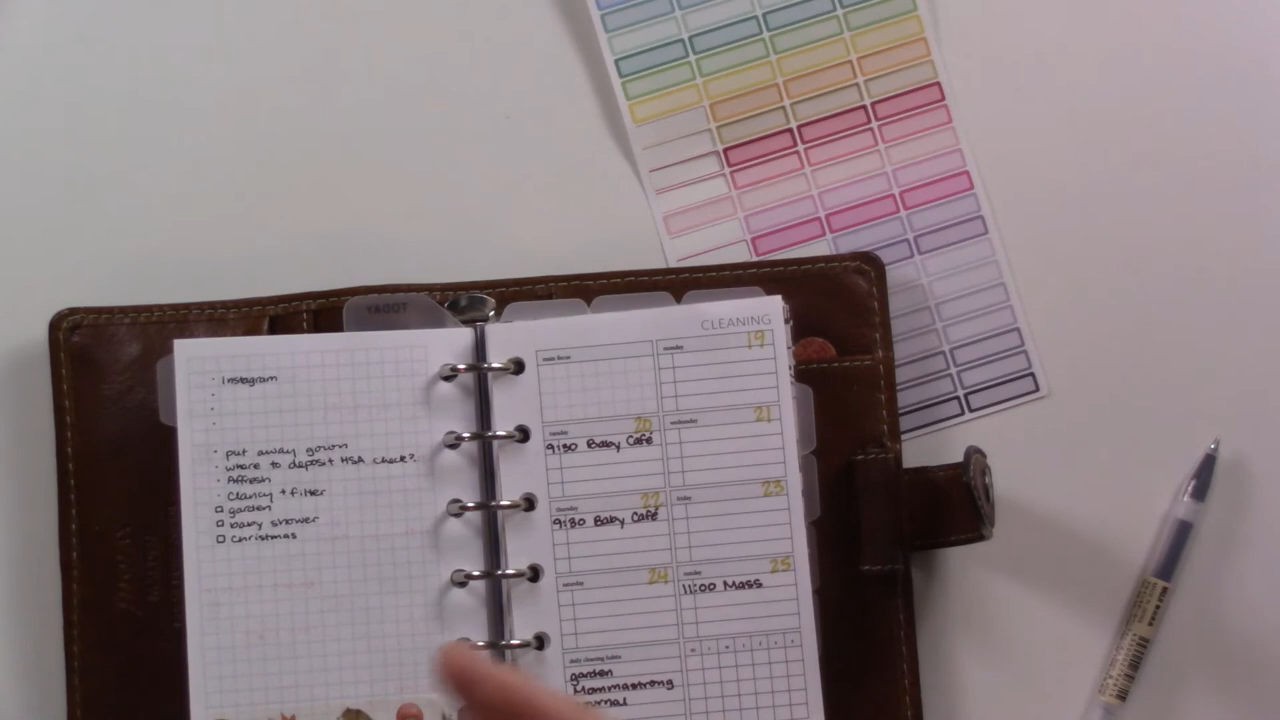 TODAY
· Instagram
· put away gown
· where to deposit HSA check?
· Affresh
· Clancy + filter
□ garden
□ baby shower
□ christmas
CLEANING
main focus
monday
19
tuesday
20
9:30 Baby Café
wednesday
21
thursday
22
9:30 Baby Café
friday
23
saturday
24
sunday
25
11:00 Mass
daily cleaning habits
garden
Mommastrong